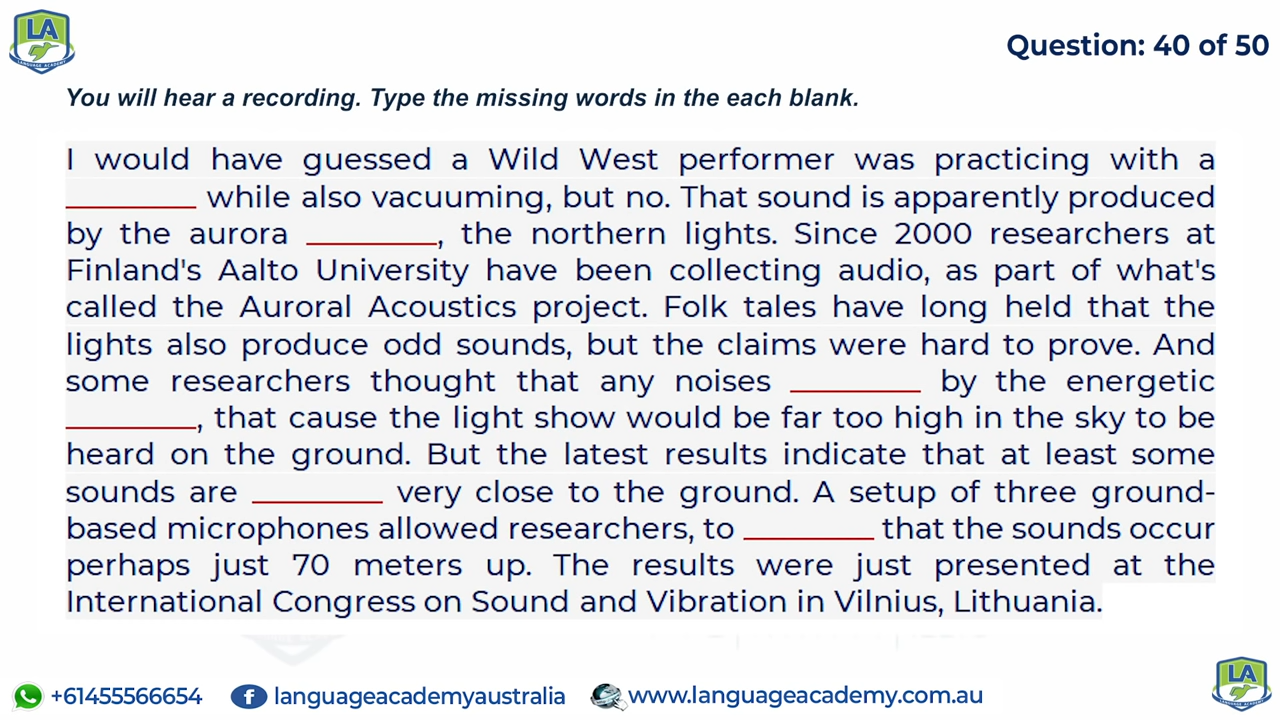 LA
LANGUAGE ACADEMY
Question: 40 of 50
You will hear a recording. Type the missing words in the each blank.
I would have guessed a Wild West performer was practicing with a
_________ while also vacuuming, but no. That sound is apparently produced
by the aurora _________, the northern lights. Since 2000 researchers at
Finland's Aalto University have been collecting audio, as part of what's
called the Auroral Acoustics project. Folk tales have long held that the
lights also produce odd sounds, but the claims were hard to prove. And
some researchers thought that any noises _________ by the energetic
_________, that cause the light show would be far too high in the sky to be
heard on the ground. But the latest results indicate that at least some
sounds are _________ very close to the ground. A setup of three ground-
based microphones allowed researchers, to _________ that the sounds occur
perhaps just 70 meters up. The results were just presented at the
International Congress on Sound and Vibration in Vilnius, Lithuania.
+61455566654 languageacademyaustralia www.languageacademy.com.au
LA